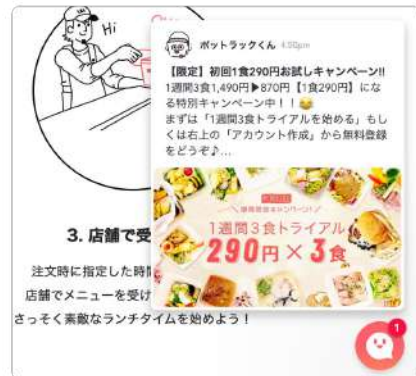 Hi
ポットラックくん 4:50pm
【限定】初回1食290円お試しキャンペーン!!
1週間3食1,490円▶870円【1食290円】にな
る特別キャンペーン中！！😂
まずは「1週間3食トライアルを始める」もし
くは右上の「アカウント作成」から無料登録
をどうぞ♪…
1週間3食トライアル
290円×3食
3. 店舗で受
注文時に指定した時
店舗でメニューを受け
さっそく素敵なランチタイムを始めよう！
1